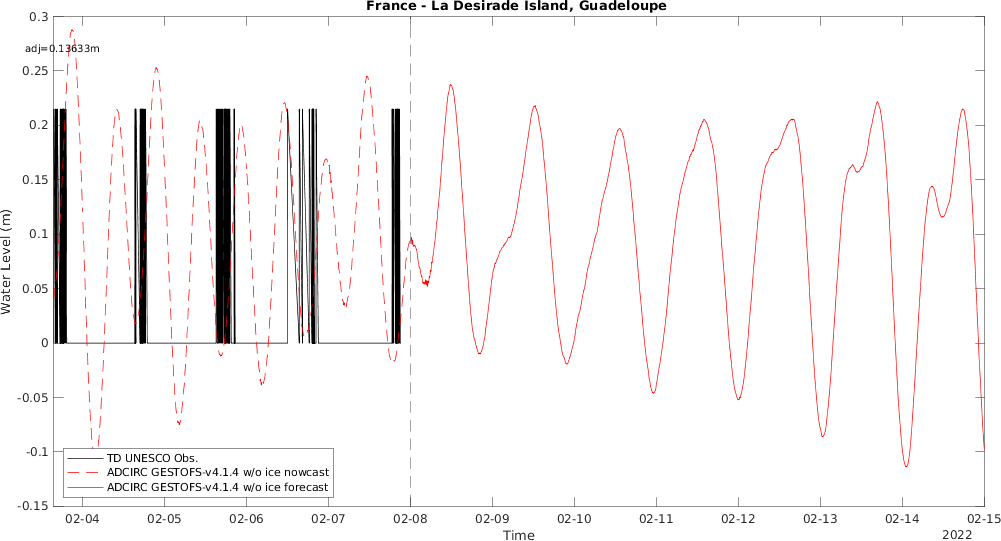 France - La Desirade Island, Guadeloupe
adj=0.13633m
0.3
0.25
0.2
0.15
0.1
0.05
0
-0.05
-0.1
-0.15
Water Level (m)
TD UNESCO Obs.
ADCIRC GESTOFS-v4.1.4 w/o ice nowcast
ADCIRC GESTOFS-v4.1.4 w/o ice forecast
02-04 02-05 02-06 02-07 02-08 02-09 02-10 02-11 02-12 02-13 02-14 02-15
Time
2022